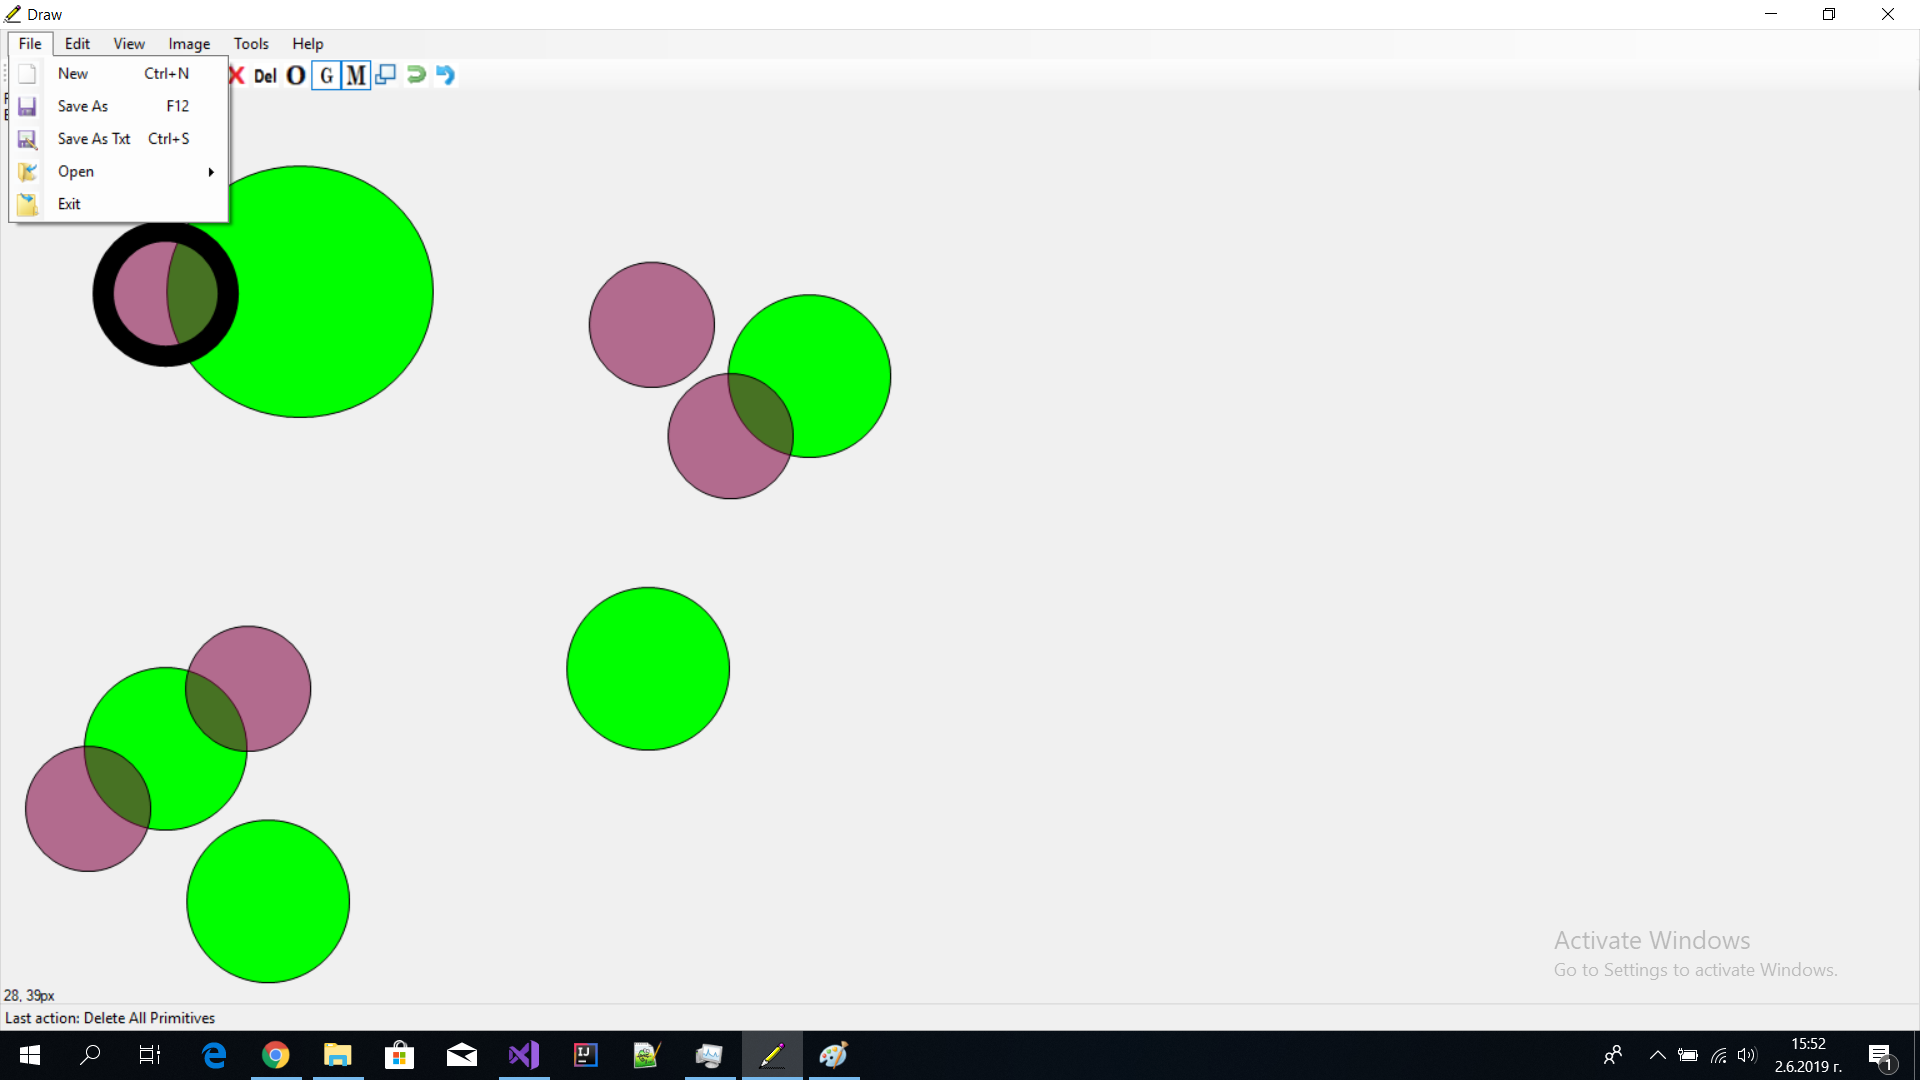 Draw
File Edit View Image Tools Help
New Ctrl+N
Del O G M
Save As F12
Save As Txt Ctrl+S
Open
Exit
Activate Windows
Go to Settings to activate Windows.
28, 39px
Last action: Delete All Primitives
15:52
2.6.2019 г.
1